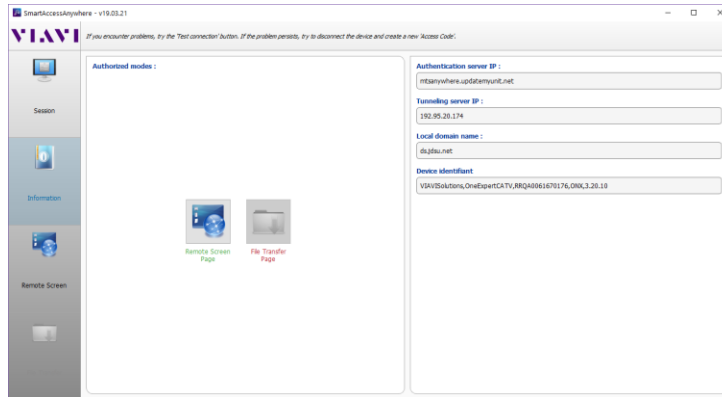 SmartAccessAnywhere - v19.03.21
VIAVI
If you encounter problems, try the 'Test connection' button. If the problem persists, try to disconnect the device and create a new 'Access Code'.
Session
Information
Remote Screen
Authorized modes :
Remote Screen
Page
File Transfer
Page
Authentication server IP :
mtsanywhere.updatemyunit.net
Tunneling server IP :
192.95.20.174
Local domain name :
ds.jdsu.net
Device identifiant
VIAVISolutions,OneExpertCATV,RRQA0061670176,ONX,3.20.10